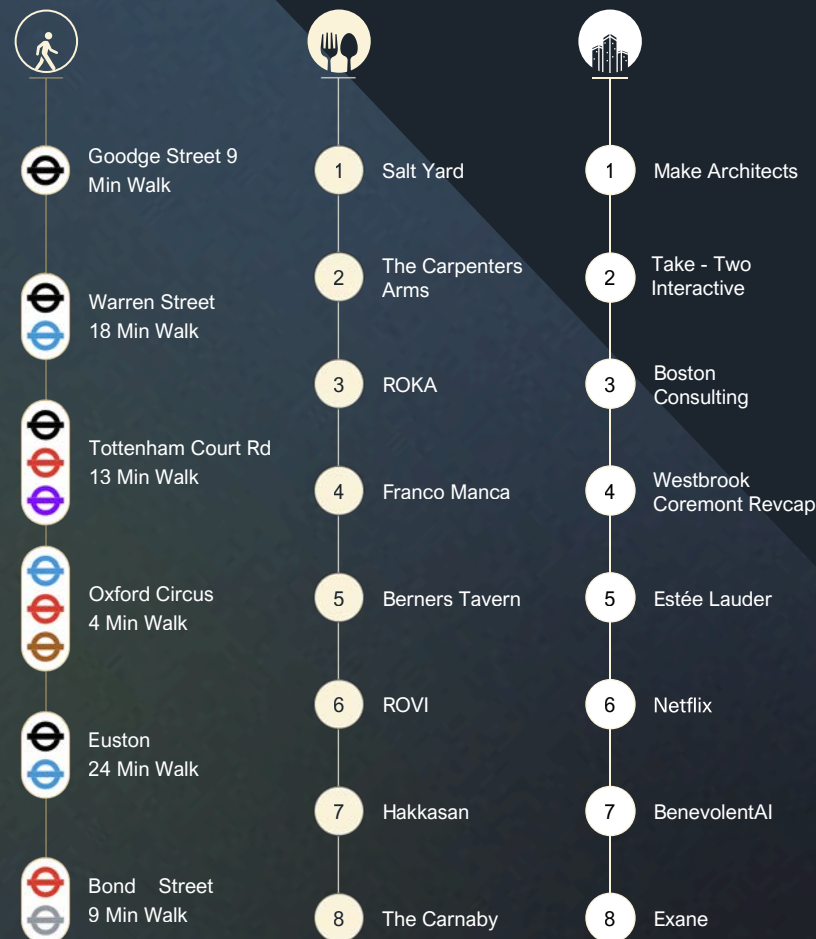 Goodge Street 9
Min Walk
Warren Street
18 Min Walk
Tottenham Court Rd
13 Min Walk
Oxford Circus
4 Min Walk
Euston
24 Min Walk
Bond Street
9 Min Walk
1 Salt Yard
2 The Carpenters
Arms
3 ROKA
4 Franco Manca
5 Berners Tavern
6 ROVI
7 Hakkasan
8 The Carnaby
1 Make Architects
2 Take - Two
Interactive
3 Boston
Consulting
4 Westbrook
Coremont Revcap
5 Estée Lauder
6 Netflix
7 BenevolentAI
8 Exane